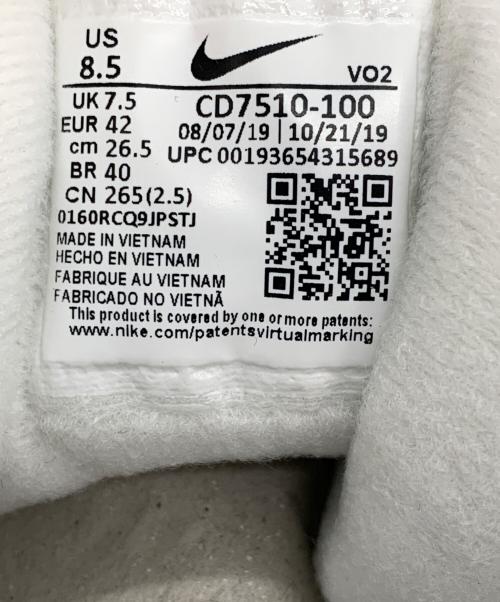 US
8.5
VO2
UK 7.5
CD7510-100
EUR 42
08/07/19 | 10/21/19
cm 26.5
UPC 00193654315689
BR 40
CN 265(2.5)
0160RCQ9JPSTJ
MADE IN VIETNAM
HECHO EN VIETNAM
FABRIQUE AU VIETNAM
FABRICADO NO VIETNÃ
This product is covered by one or more patents:
www.nike.com/patentsvirtualmarking